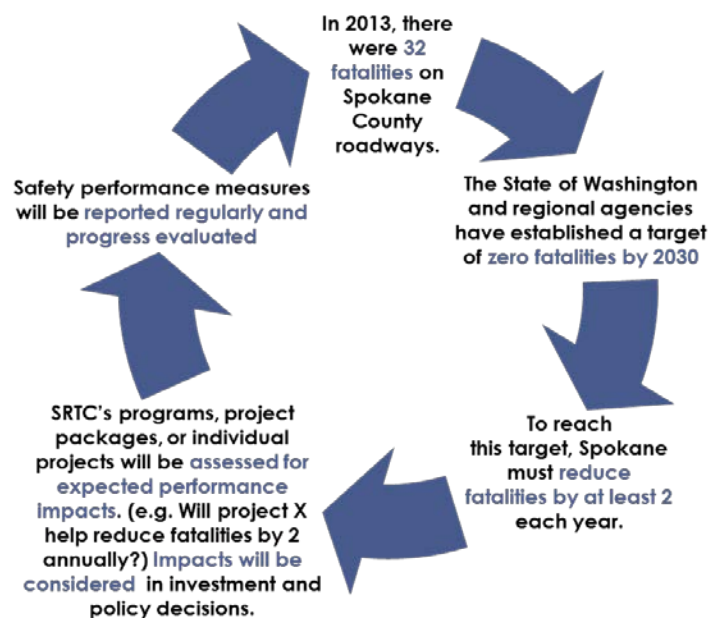 In 2013, there
were 32
fatalities on
Spokane
County
roadways.
The State of Washington
and regional agencies
have established a target
of zero fatalities by 2030
To reach
this target, Spokane
must reduce
fatalities by at least 2
each year.
SRTC's programs, project
packages, or individual
projects will be assessed for
expected performance
impacts. (e.g. Will project X
help reduce fatalities by 2
annually?) Impacts will be
considered in investment and
policy decisions.
Safety performance measures
will be reported regularly and
progress evaluated